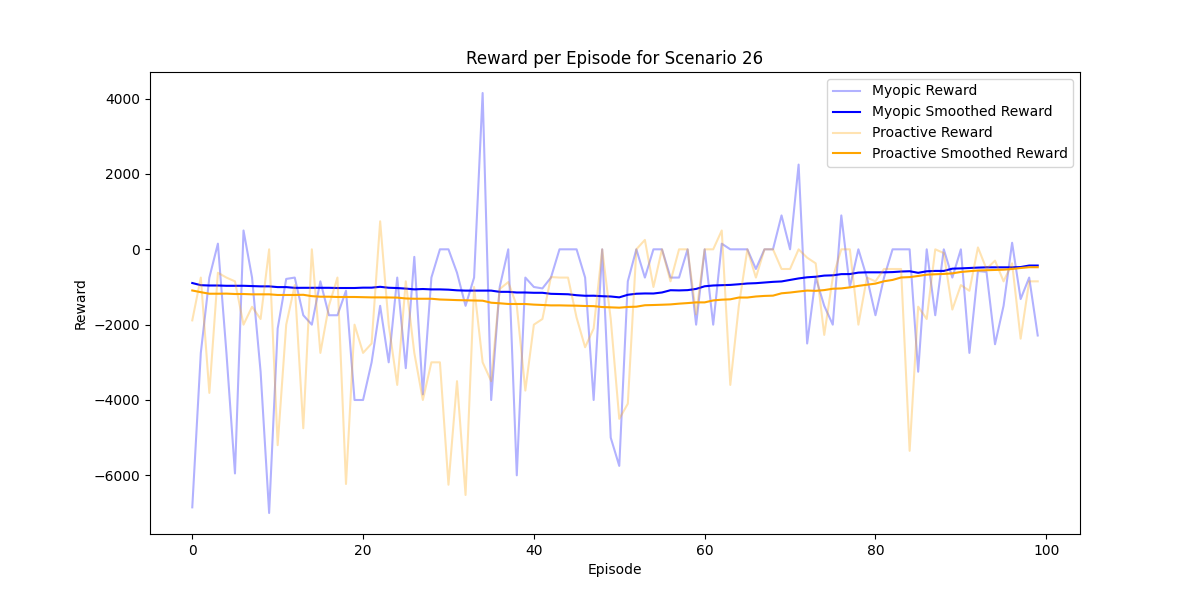 Reward per Episode for Scenario 26
Myopic Reward
Myopic Smoothed Reward
Proactive Reward
Proactive Smoothed Reward
Reward
4000
2000
0
−2000
−4000
−6000
0 20 40 60 80 100
Episode